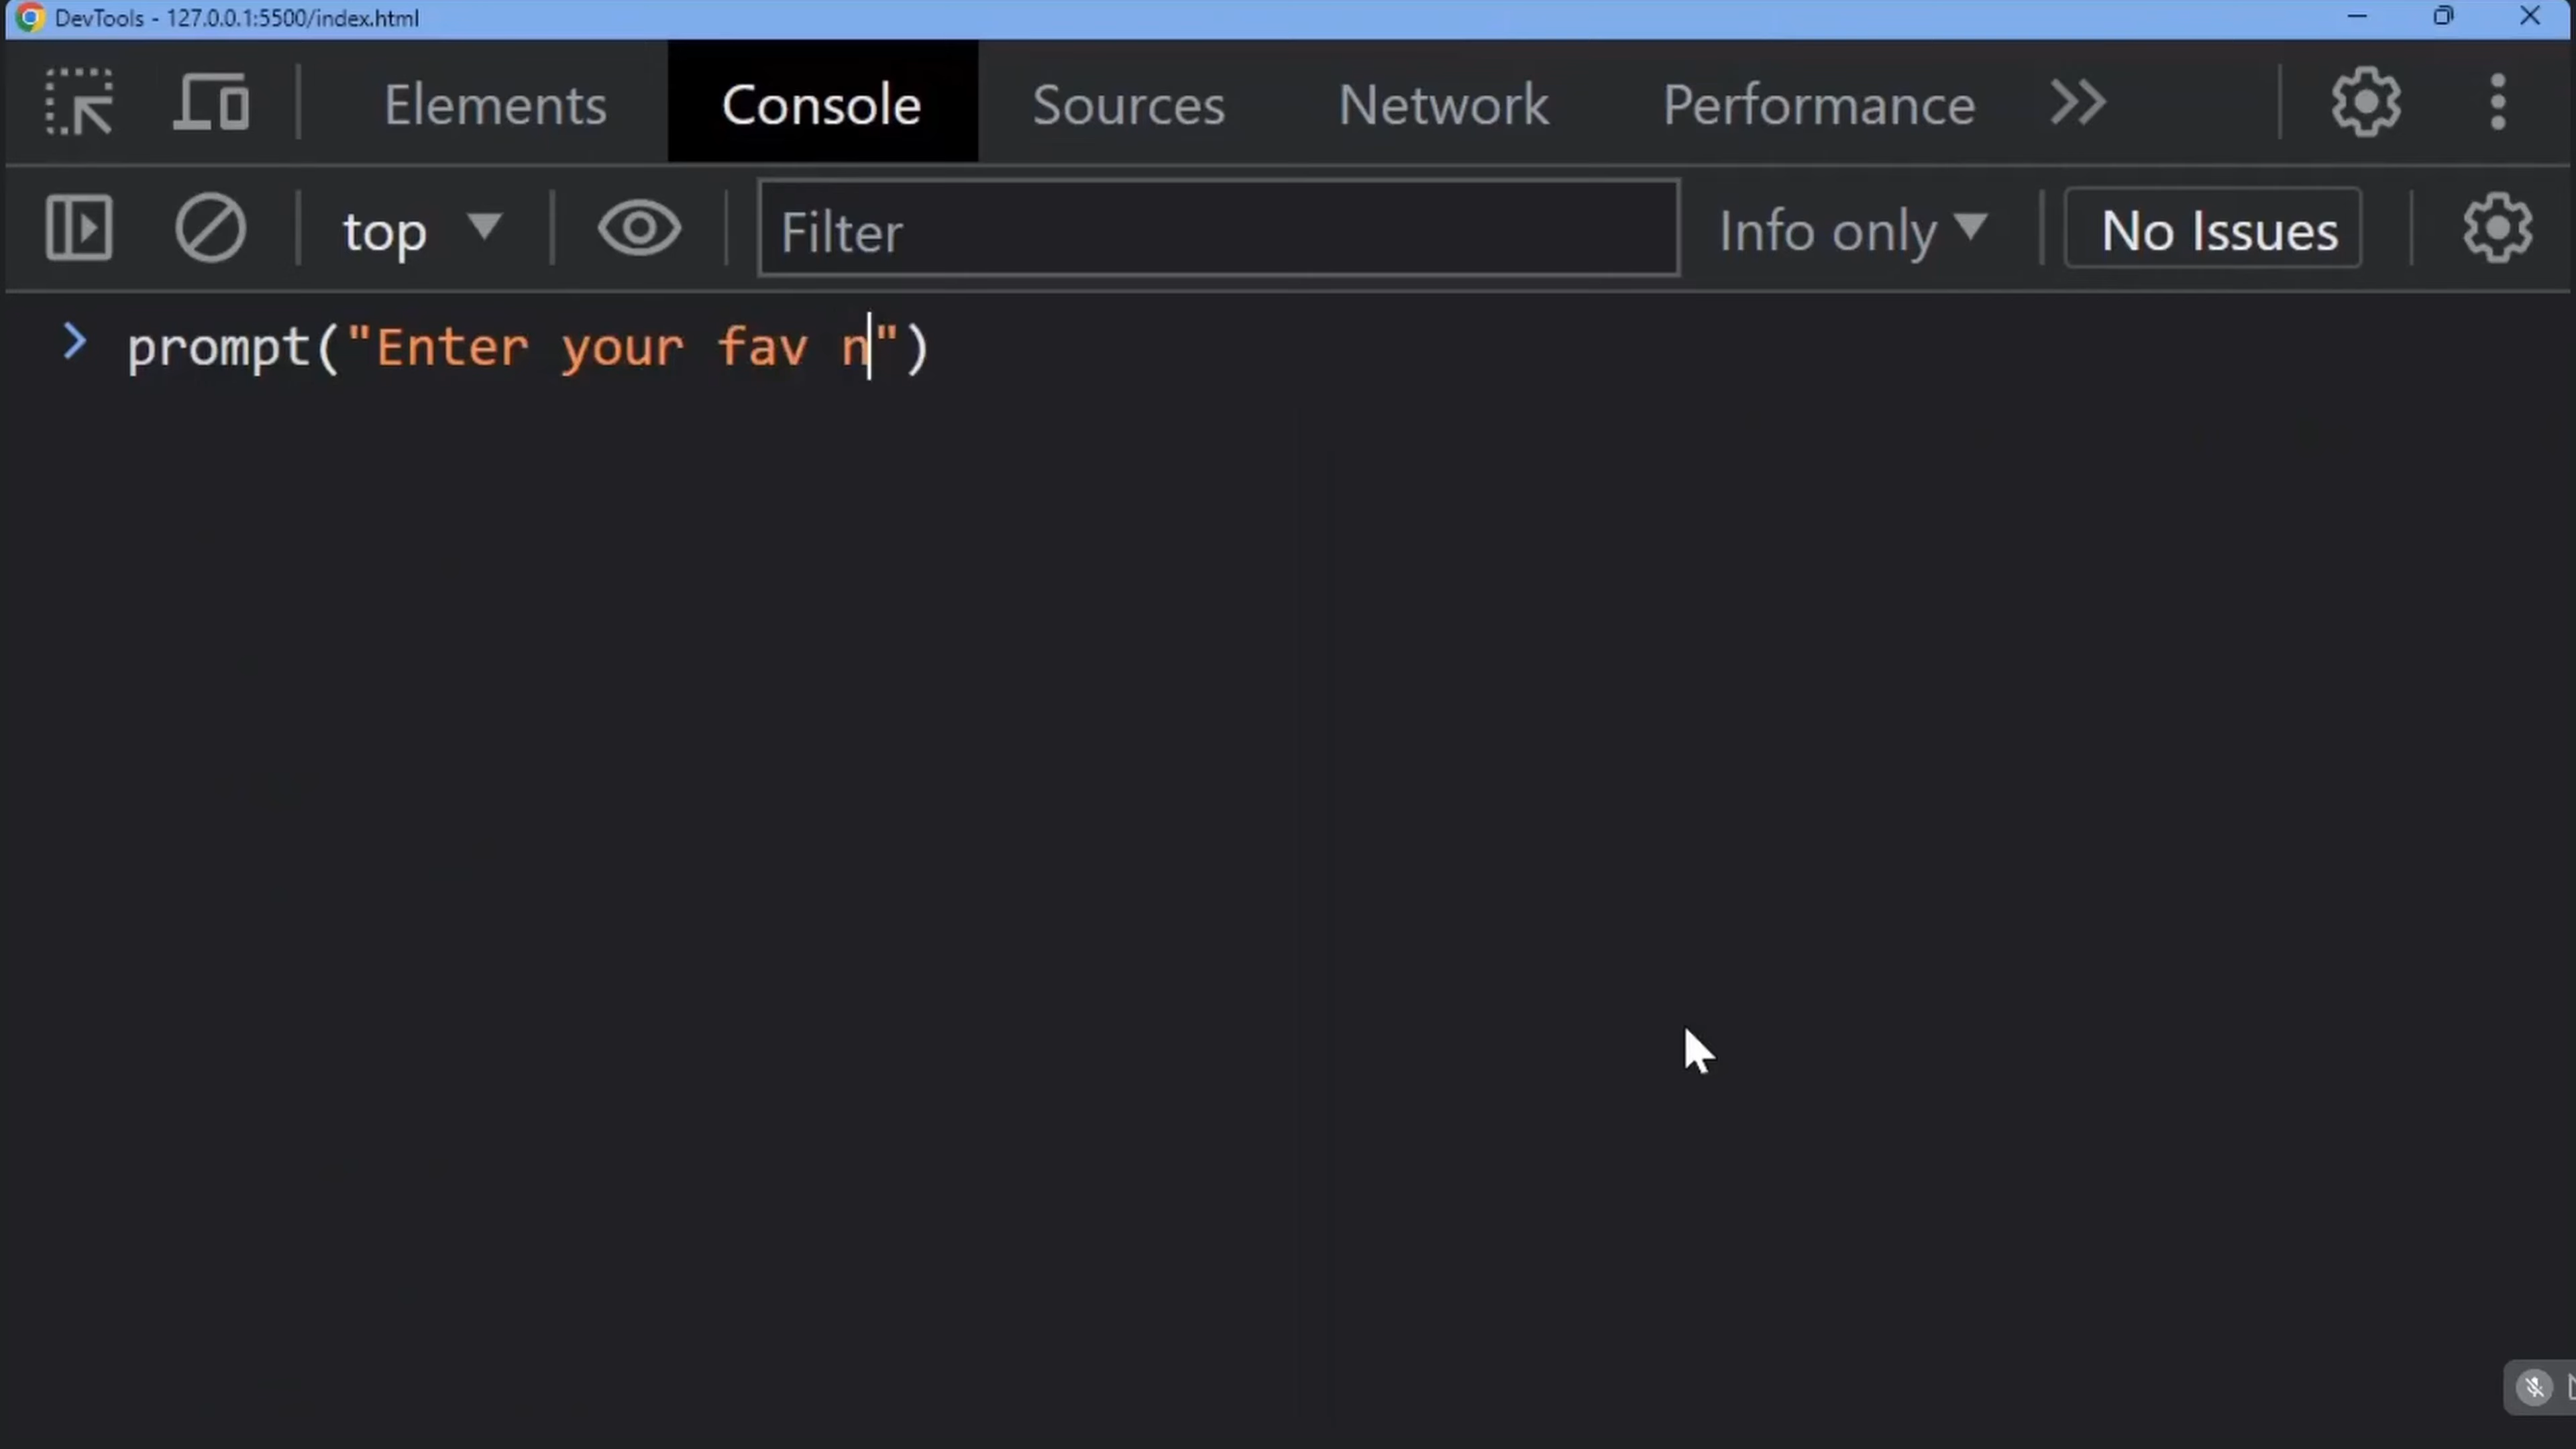 DevTools - 127.0.0.1:5500/index.html
Elements Console Sources Network Performance
top Filter Info only No Issues
prompt("Enter your fav n")